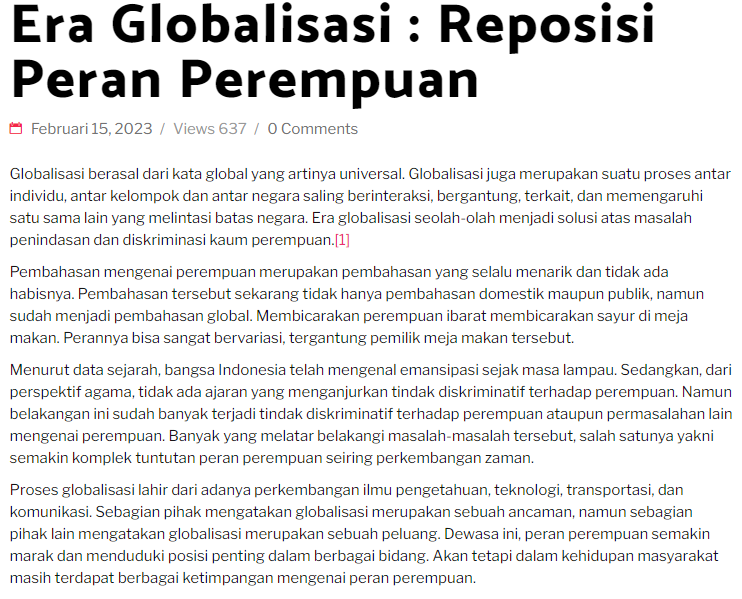 Era Globalisasi : Reposisi
Peran Perempuan
Februari 15, 2023 / Views 637 / 0 Comments
Globalisasi berasal dari kata global yang artinya universal. Globalisasi juga merupakan suatu proses antar
individu, antar kelompok dan antar negara saling berinteraksi, bergantung, terkait, dan memengaruhi
satu sama lain yang melintasi batas negara. Era globalisasi seolah-olah menjadi solusi atas masalah
penindasan dan diskriminasi kaum perempuan.[1]
Pembahasan mengenai perempuan merupakan pembahasan yang selalu menarik dan tidak ada
habisnya. Pembahasan tersebut sekarang tidak hanya pembahasan domestik maupun publik, namun
sudah menjadi pembahasan global. Membicarakan perempuan ibarat membicarakan sayur di meja
makan. Perannya bisa sangat bervariasi, tergantung pemilik meja makan tersebut.
Menurut data sejarah, bangsa Indonesia telah mengenal emansipasi sejak masa lampau. Sedangkan, dari
perspektif agama, tidak ada ajaran yang menganjurkan tindak diskriminatif terhadap perempuan. Namun
belakangan ini sudah banyak terjadi tindak diskriminatif terhadap perempuan ataupun permasalahan lain
mengenai perempuan. Banyak yang melatar belakangi masalah-masalah tersebut, salah satunya yakni
semakin komplek tuntutan peran perempuan seiring perkembangan zaman.
Proses globalisasi lahir dari adanya perkembangan ilmu pengetahuan, teknologi, transportasi, dan
komunikasi. Sebagian pihak mengatakan globalisasi merupakan sebuah ancaman, namun sebagian
pihak lain mengatakan globalisasi merupakan sebuah peluang. Dewasa ini, peran perempuan semakin
marak dan menduduki posisi penting dalam berbagai bidang. Akan tetapi dalam kehidupan masyarakat
masih terdapat berbagai ketimpangan mengenai peran perempuan.